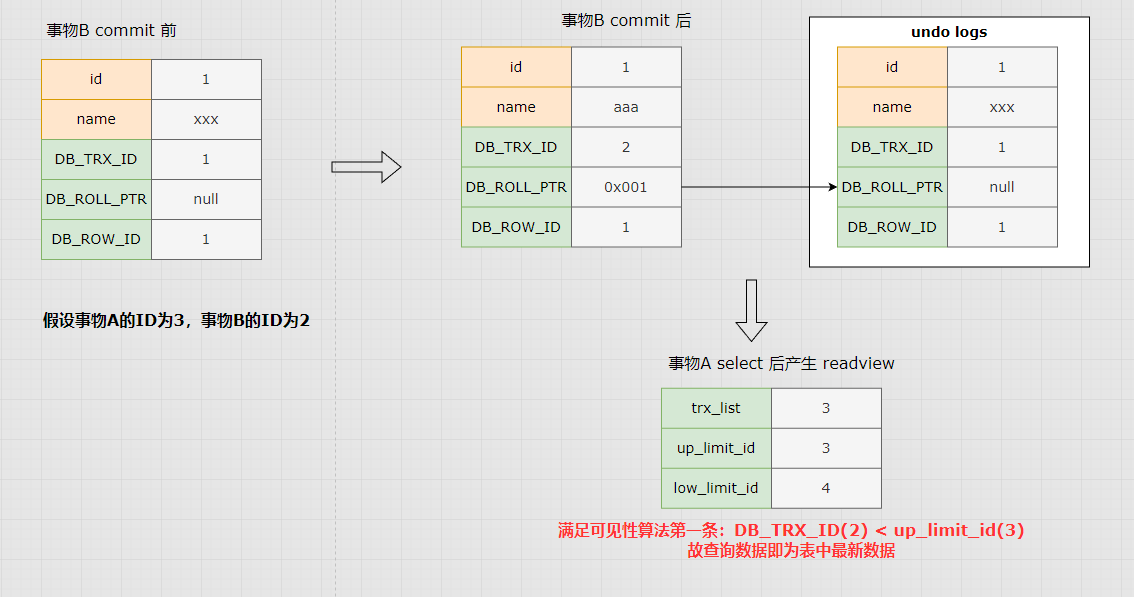 事物B commit 前
id 1
name xxx
DB_TRX_ID 1
DB_ROLL_PTR null
DB_ROW_ID 1
假设事物A的ID为3，事物B的ID为2
事物B commit 后
id 1
name aaa
DB_TRX_ID 2
DB_ROLL_PTR 0x001
DB_ROW_ID 1
undo logs
id 1
name xxx
DB_TRX_ID 1
DB_ROLL_PTR null
DB_ROW_ID 1
事物A select 后产生 readview
trx_list 3
up_limit_id 3
low_limit_id 4
满足可见性算法第一条：DB_TRX_ID(2) < up_limit_id(3)
故查询数据即为表中最新数据